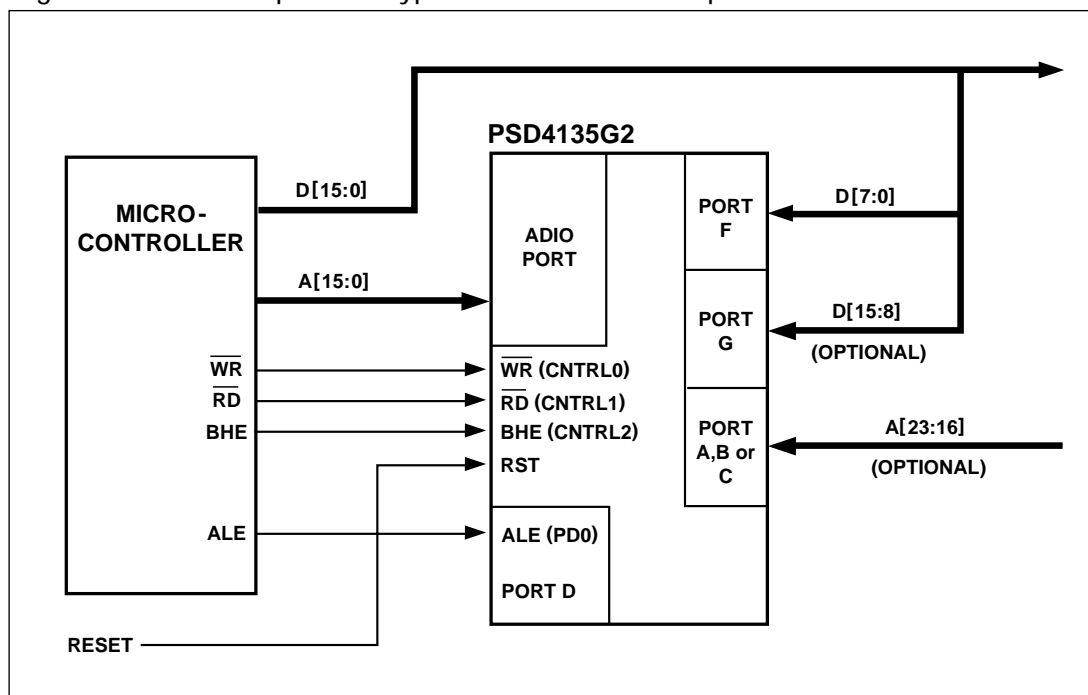 PSD4135G2
MICRO-
CONTROLLER
D[15:0]
A[15:0]
WR
RD
BHE
ALE
RESET
ADIO
PORT
WR (CNTRL0)
RD (CNTRL1)
BHE (CNTRL2)
RST
ALE (PD0)
PORT D
PORT
F
PORT
G
PORT
A,B or
C
D[7:0]
D[15:8]
(OPTIONAL)
A[23:16]
(OPTIONAL)